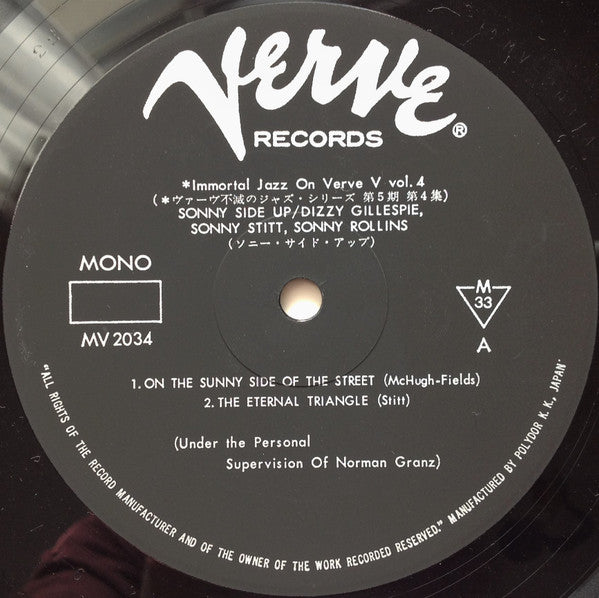 Verve
RECORDS ®
*Immortal Jazz On Verve V vol.4
(*ヴァーヴ不滅のジャズ・シリーズ 第5期 第4集)
SONNY SIDE UP/DIZZY GILLESPIE,
SONNY STITT, SONNY ROLLINS
(ソニー・サイド・アップ)
MONO
MV 2034
M
33
A
1. ON THE SUNNY SIDE OF THE STREET (McHugh-Fields)
2. THE ETERNAL TRIANGLE (Stitt)
(Under the Personal
Supervision Of Norman Granz)
"ALL RIGHTS OF THE RECORD MANUFACTURER AND OF THE OWNER OF THE WORK RECORDED RESERVED." MANUFACTURED BY POLYDOR K. K., JAPAN·